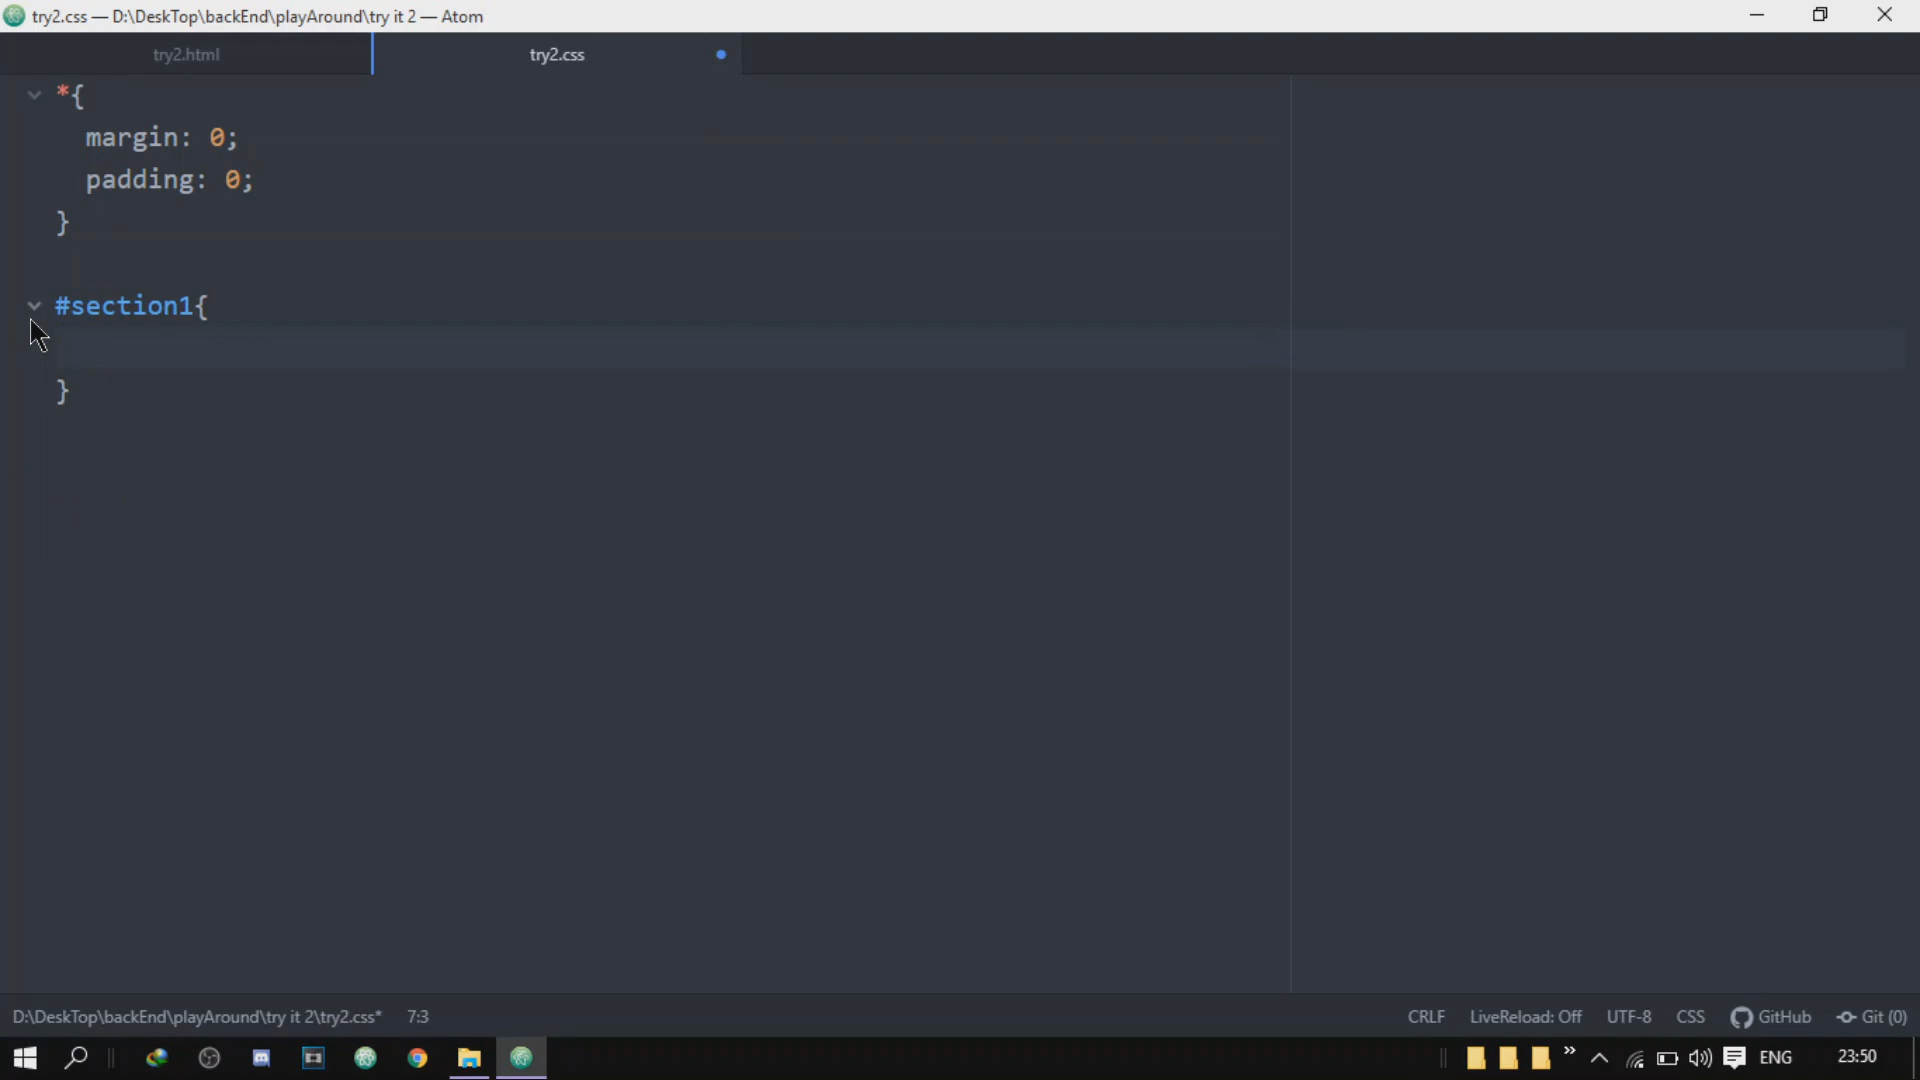 try2.css — D:\DeskTop\backEnd\playAround\try it 2 — Atom
try2.html
try2.css
*{
margin: 0;
padding: 0;
}
#section1{
}
D:\DeskTop\backEnd\playAround\try it 2\try2.css* 7:3
CRLF LiveReload: Off UTF-8 CSS GitHub Git (0)
ENG 23:50